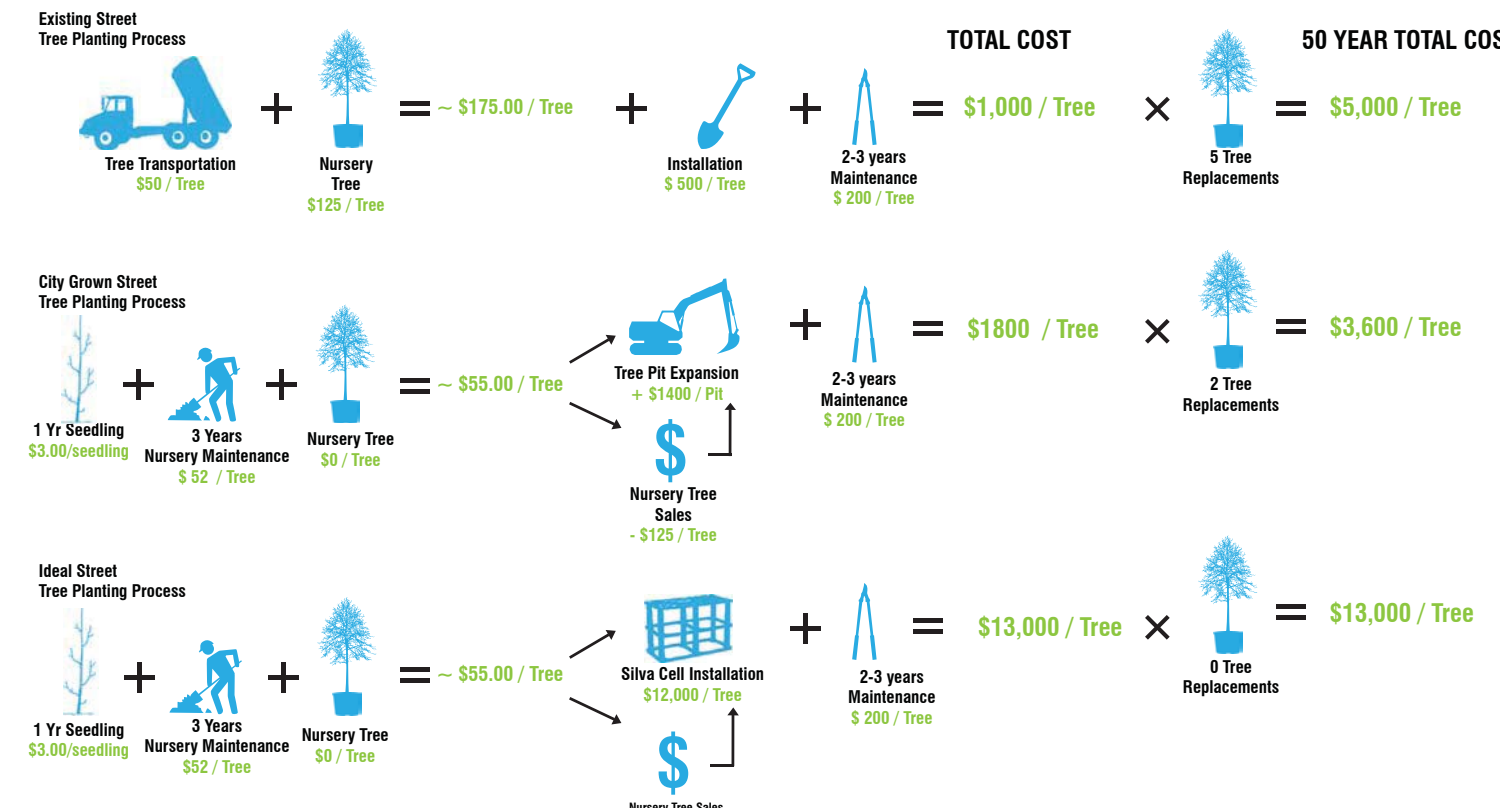 Existing Street
Tree Planting Process
TOTAL COST
50 YEAR TOTAL COS
+
+
+
= ~ $175.00 / Tree
= $1,000 / Tree
×
= $5,000 / Tree
Tree Transportation
$50 / Tree
Nursery
Tree
$125 / Tree
Installation
$ 500 / Tree
2-3 years
Maintenance
$ 200 / Tree
5 Tree
Replacements
City Grown Street
Tree Planting Process
+
+
= ~ $55.00 / Tree
+
= $1800 / Tree
×
= $3,600 / Tree
1 Yr Seedling
$3.00/seedling
3 Years
Nursery Maintenance
$ 52 / Tree
Nursery Tree
$0 / Tree
Tree Pit Expansion
+ $1400 / Pit
$
Nursery Tree
Sales
- $125 / Tree
2-3 years
Maintenance
$ 200 / Tree
2 Tree
Replacements
Ideal Street
Tree Planting Process
+
+
= ~ $55.00 / Tree
+
= $13,000 / Tree
×
= $13,000 / Tree
1 Yr Seedling
$3.00/seedling
3 Years
Nursery Maintenance
$52 / Tree
Nursery Tree
$0 / Tree
Silva Cell Installation
$12,000 / Tree
$
Nursery Tree Sales
2-3 years
Maintenance
$ 200 / Tree
0 Tree
Replacements